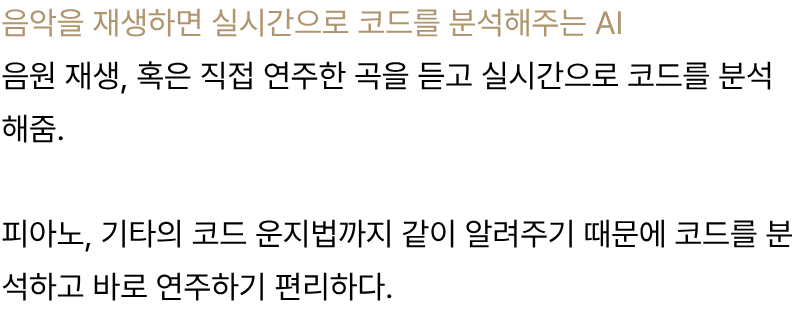 음악을 재생하면 실시간으로 코드를 분석해주는 AI
음원 재생, 혹은 직접 연주한 곡을 듣고 실시간으로 코드를 분석
해줌.
피아노, 기타의 코드 운지법까지 같이 알려주기 때문에 코드를 분
석하고 바로 연주하기 편리하다.